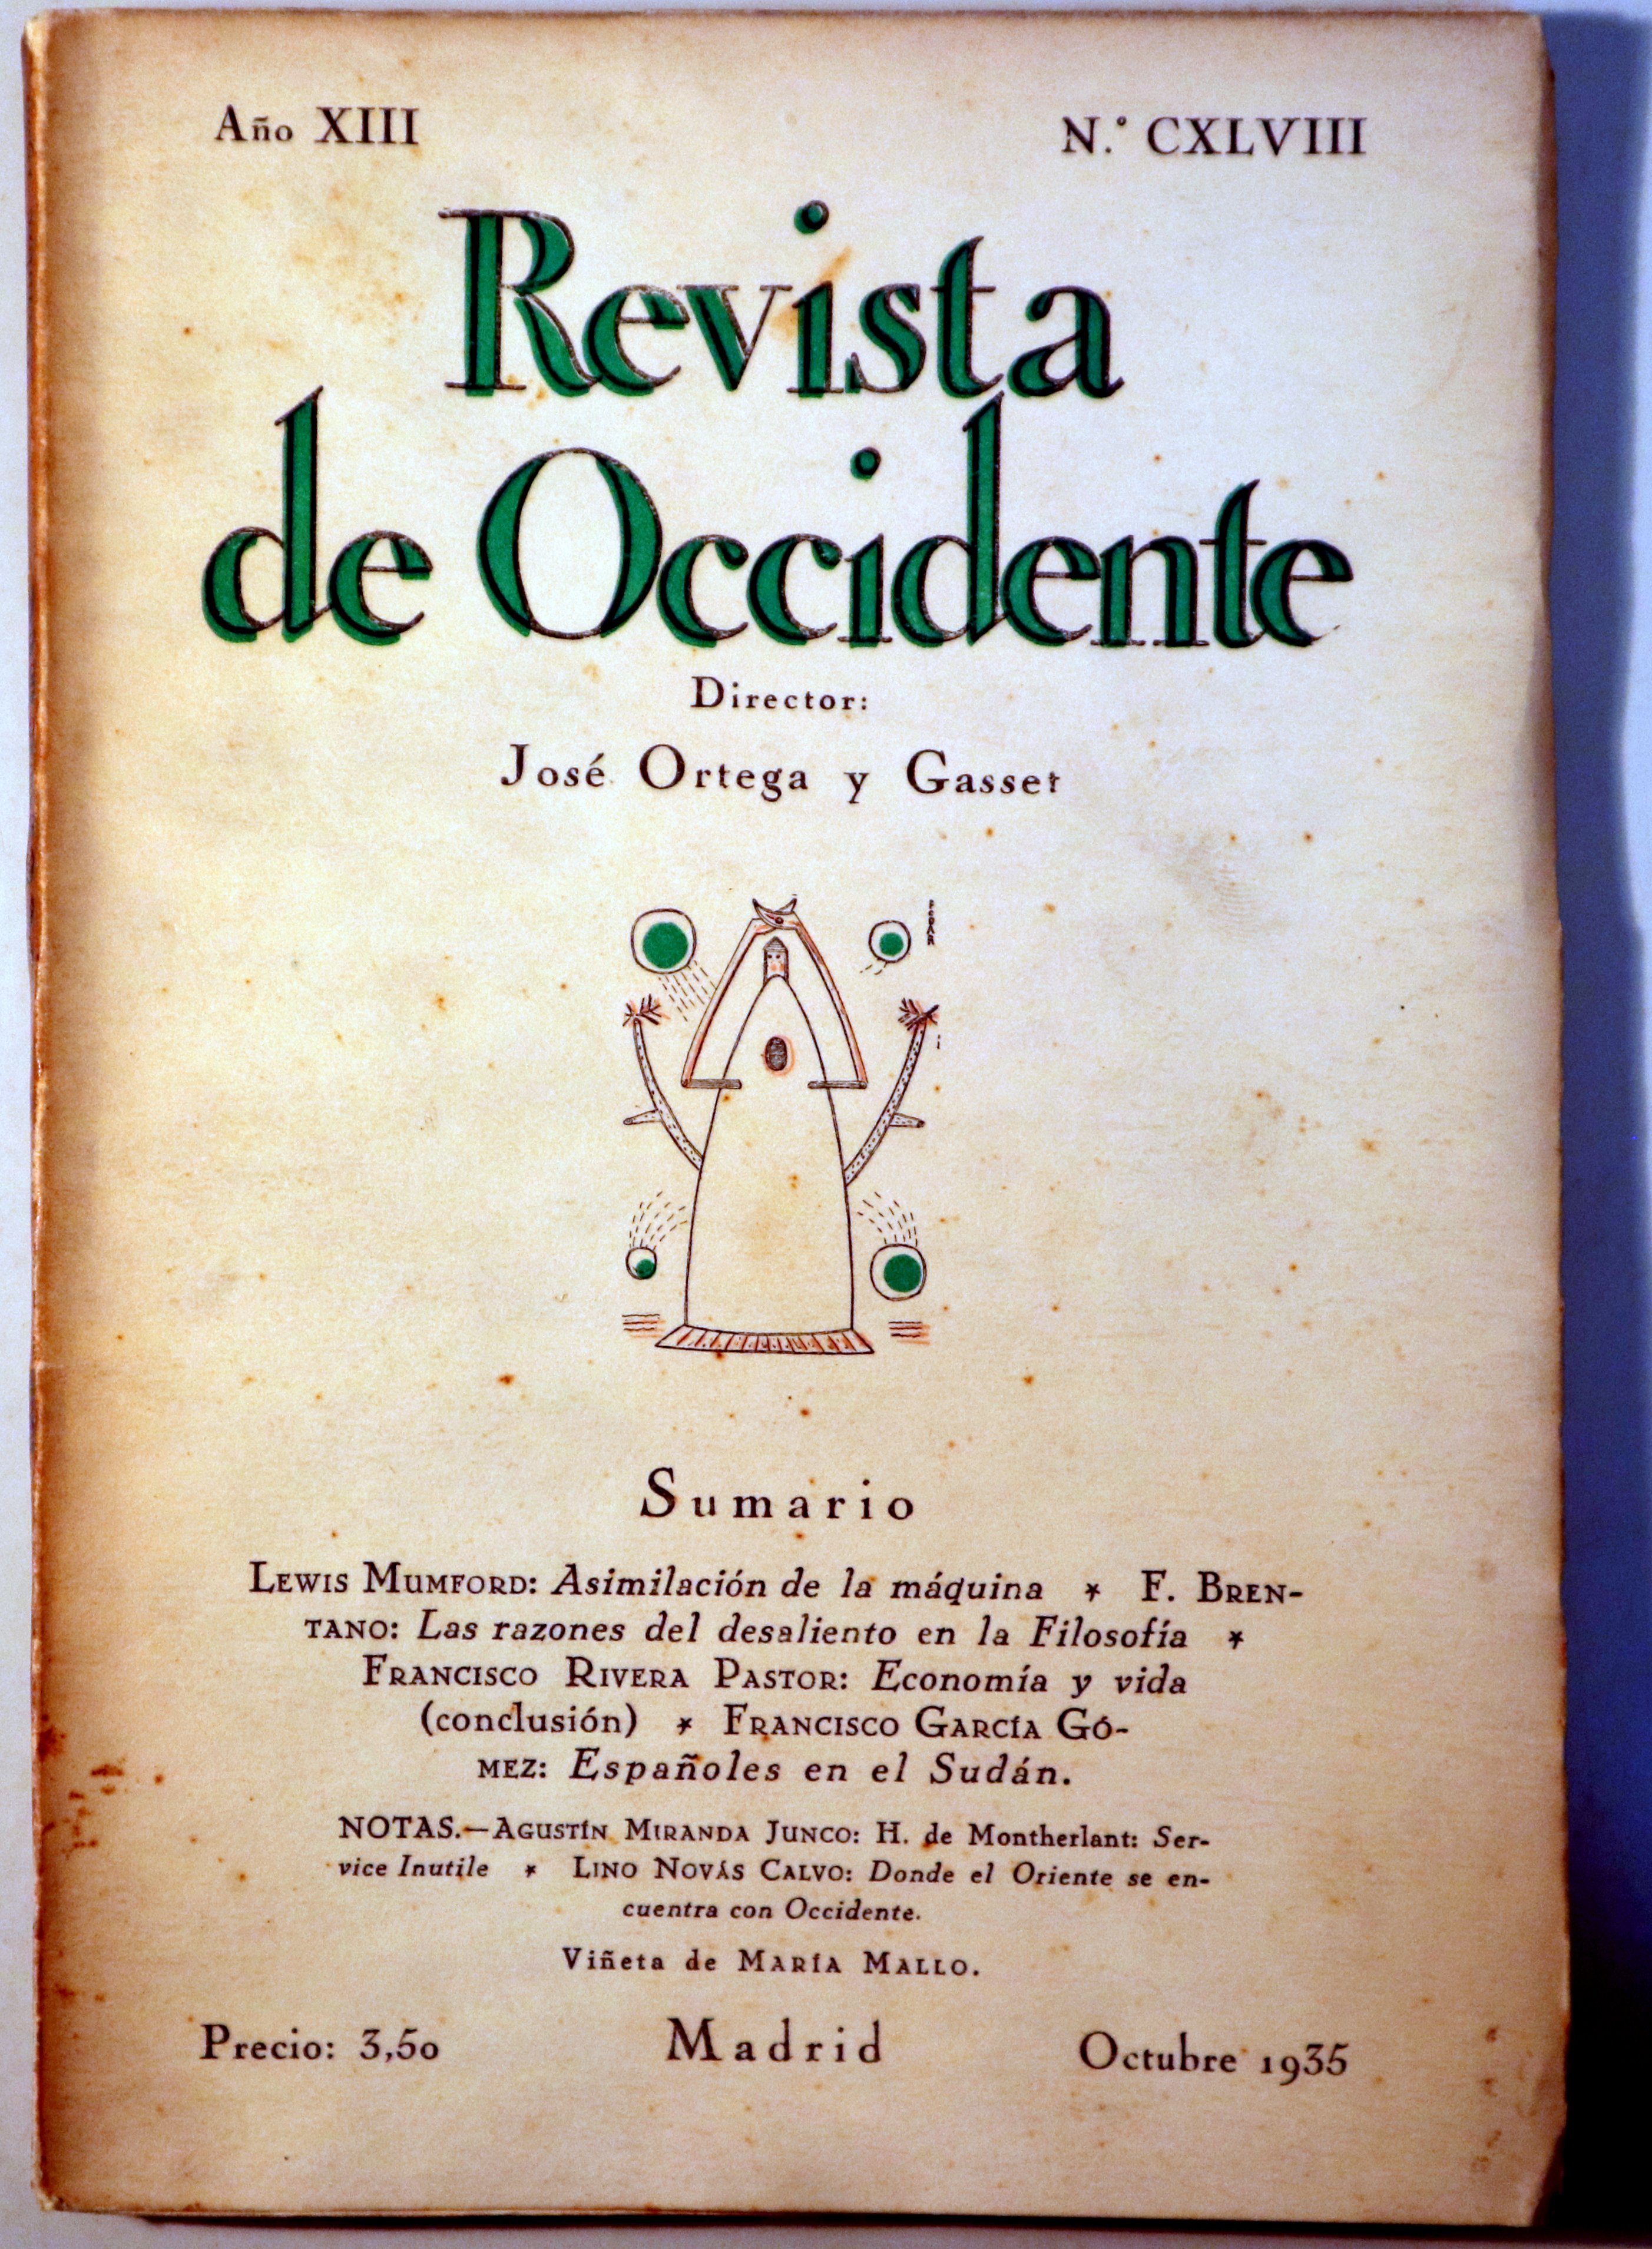 Año XIII
N.º CXLVIII
Revista
de Occidente
Director:
José Ortega y Gasset
Sumario
LEWIS MUMFORD: Asimilación de la máquina * F. BREN-
TANO: Las razones del desaliento en la Filosofía *
FRANCISCO RIVERA PASTOR: Economía y vida
(conclusión) * FRANCISCO GARCÍA GÓ-
MEZ: Españoles en el Sudán.
NOTAS.—AGUSTÍN MIRANDA JUNCO: H. de Montherlant: Ser-
vice Inutile * LINO NOVÁS CALVO: Donde el Oriente se en-
cuentra con Occidente.
Viñeta de MARÍA MALLO.
Precio: 3,50
Madrid
Octubre 1935